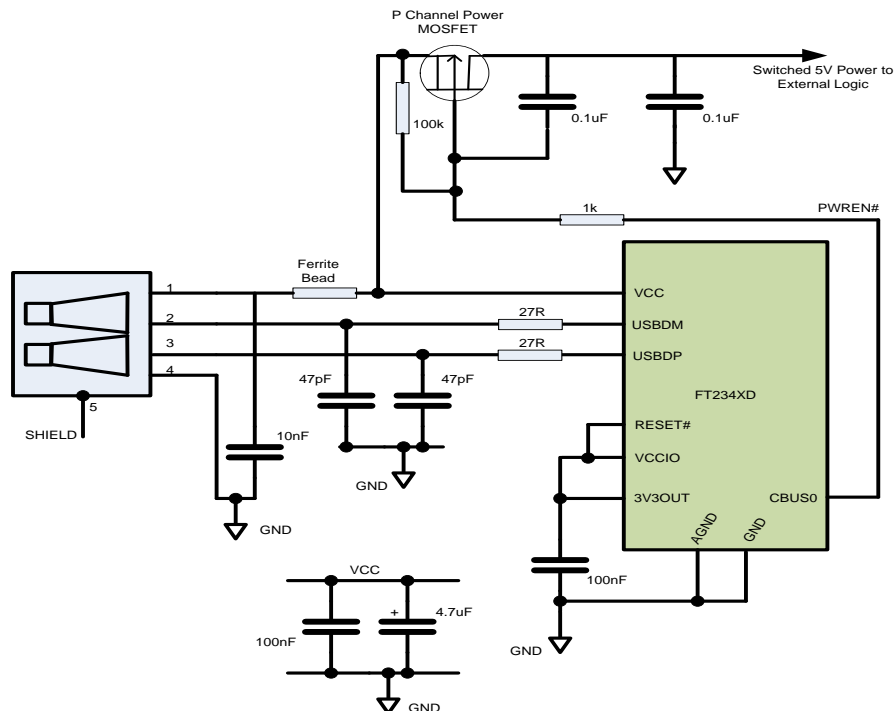 P Channel Power
MOSFET
Switched 5V Power to
External Logic
0.1uF
0.1uF
100k
1k
PWREN#
Ferrite
Bead
1
2
3
4
5
SHIELD
27R
27R
VCC
USBDM
USBDP
47pF
47pF
FT234XD
10nF
RESET#
VCCIO
3V3OUT
CBUS0
AGND
GND
GND
GND
100nF
GND
VCC
100nF
+
4.7uF
GND